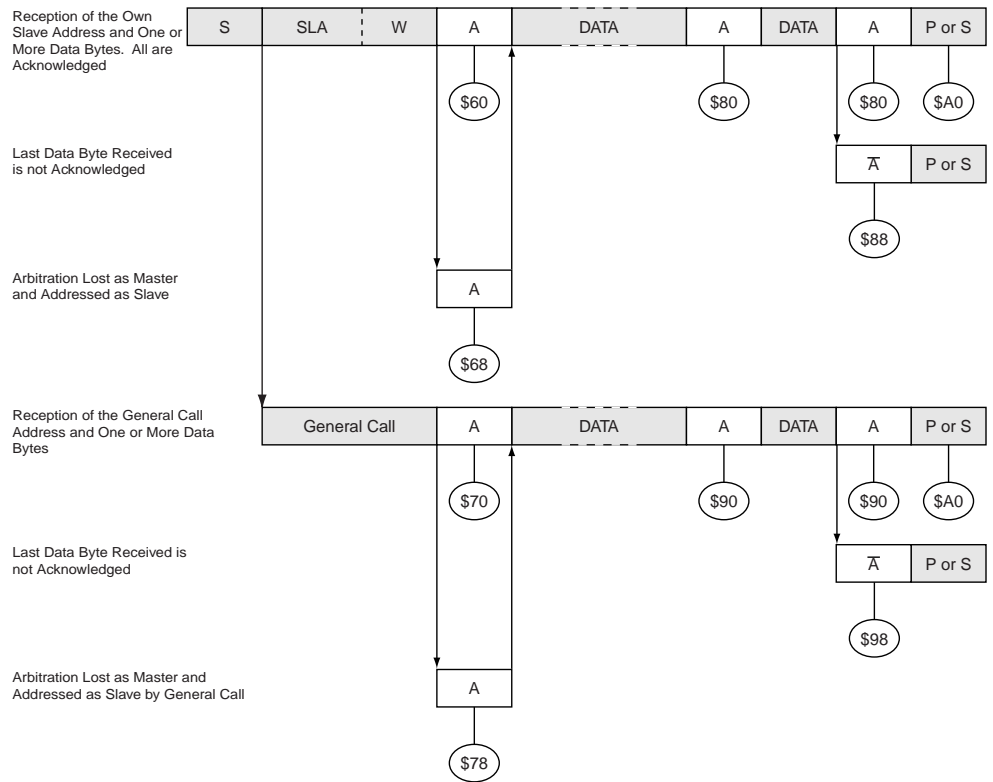 Reception of the Own
Slave Address and One or
More Data Bytes. All are
Acknowledged
S SLA W A DATA A DATA A P or S
$60 $80 $80 $A0
Last Data Byte Received
is not Acknowledged
A̅ P or S
$88
Arbitration Lost as Master
and Addressed as Slave
A
$68
Reception of the General Call
Address and One or More Data
Bytes
General Call A DATA A DATA A P or S
$70 $90 $90 $A0
Last Data Byte Received is
not Acknowledged
A̅ P or S
$98
Arbitration Lost as Master and
Addressed as Slave by General Call
A
$78